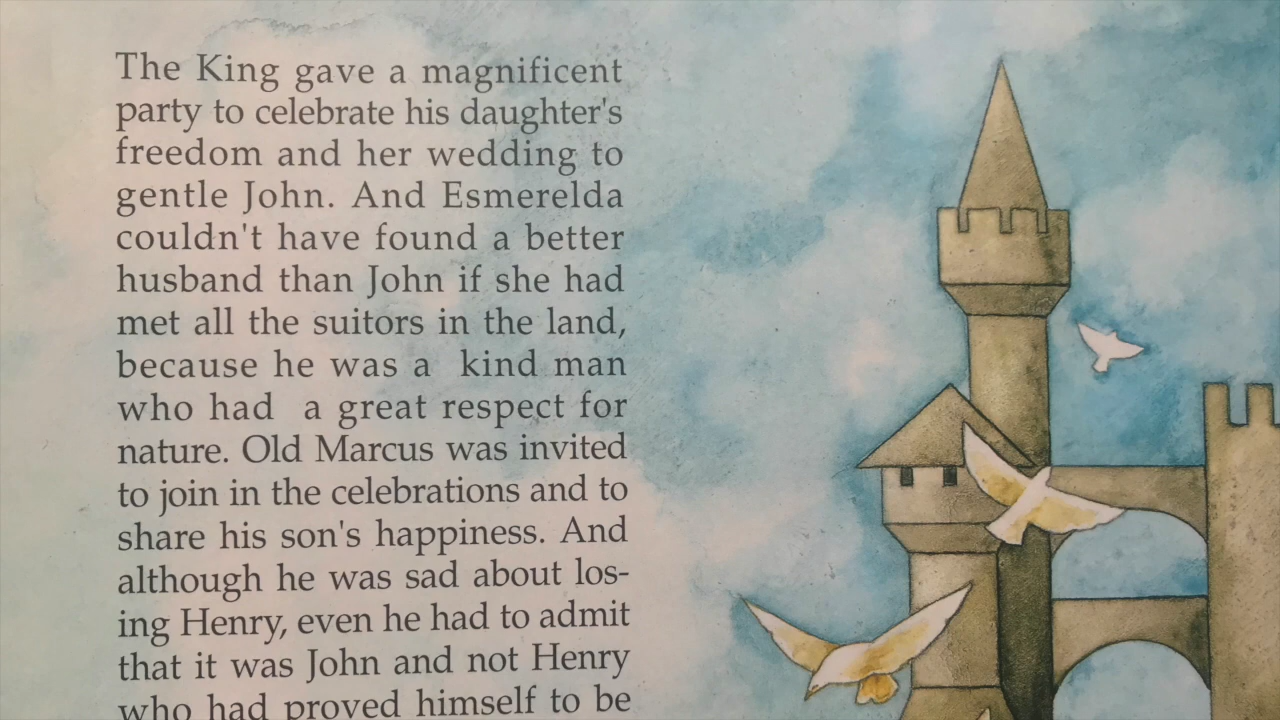 The King gave a magnificent
party to celebrate his daughter's
freedom and her wedding to
gentle John. And Esmerelda
couldn't have found a better
husband than John if she had
met all the suitors in the land,
because he was a kind man
who had a great respect for
nature. Old Marcus was invited
to join in the celebrations and to
share his son's happiness. And
although he was sad about los-
ing Henry, even he had to admit
that it was John and not Henry
who had proved himself to be